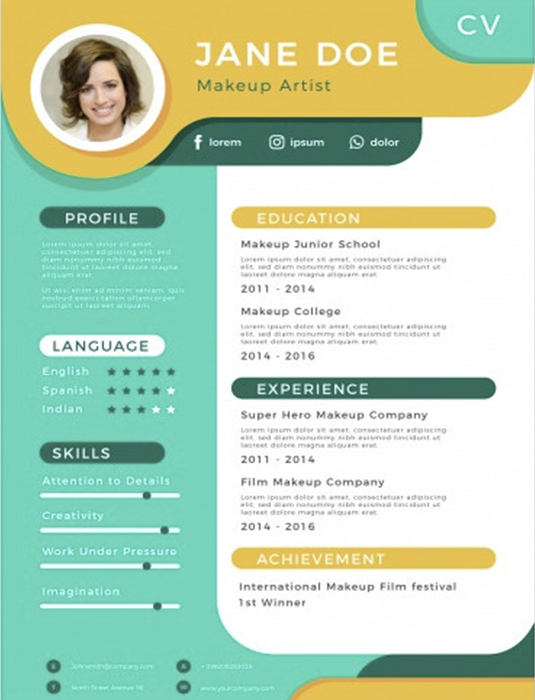 CV
JANE DOE
Makeup Artist
lorem
ipsum
dolor
PROFILE
Lorem ipsum dolor sit amet,
consectetuer adipiscing elit, sed
diam nonummy nibh euismod
tincidunt ut laoreet dolore magna
aliquam erat.
Ut wisi enim ad minim veniam, quis
nostrud exerci tation ullamcorper
suscipit ut laoreet aliquam
LANGUAGE
English
Spanish
Indian
SKILLS
Attention to Details
Creativity
Work Under Pressure
Imagination
EDUCATION
Makeup Junior School
Lorem ipsum dolor sit amet, consectetuer adipiscing
elit, sed diam nonummy nibh euismod tincidunt ut
laoreet dolore magna aliquam erat.
2011 - 2014
Makeup College
Lorem ipsum dolor sit amet, consectetuer adipiscing
elit, sed diam nonummy nibh euismod tincidunt ut
laoreet dolore magna aliquam erat.
2014 - 2016
EXPERIENCE
Super Hero Makeup Company
Lorem ipsum dolor sit amet, consectetuer adipiscing
elit, sed diam nonummy nibh euismod tincidunt ut
laoreet dolore magna aliquam erat.
2011 - 2014
Film Makeup Company
Lorem ipsum dolor sit amet, consectetuer adipiscing
elit, sed diam nonummy nibh euismod tincidunt ut
laoreet dolore magna aliquam erat.
2014 - 2016
ACHIEVEMENT
International Makeup Film festival
1st Winner
North Street Avenue
www.yourcompany.com